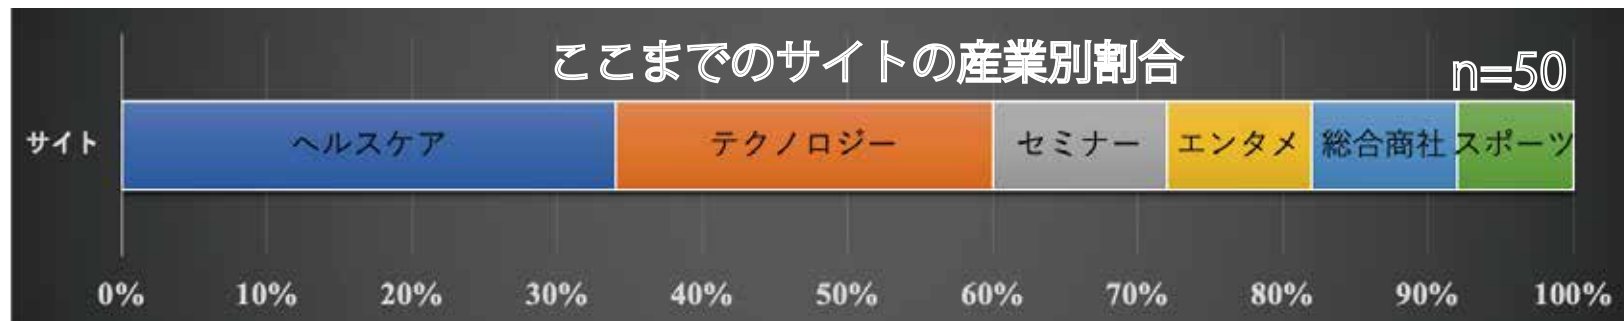 ここまでのサイトの産業別割合
n=50
サイト
ヘルスケア
テクノロジー
セミナー
エンタメ
総合商社
スポーツ
0%
10%
20%
30%
40%
50%
60%
70%
80%
90%
100%